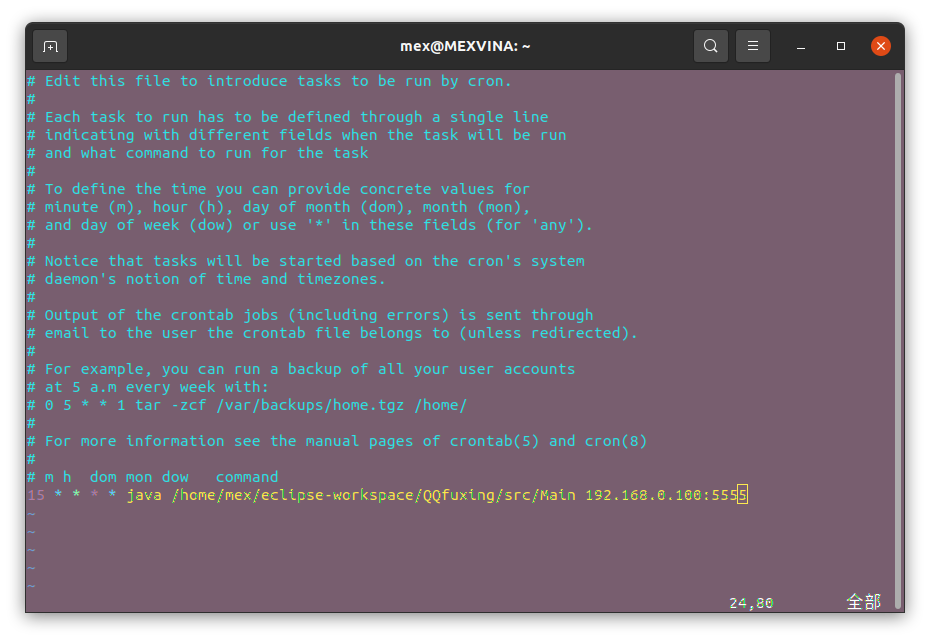 mex@MEXVINA: ~
# Edit this file to introduce tasks to be run by cron.
#
# Each task to run has to be defined through a single line
# indicating with different fields when the task will be run
# and what command to run for the task
#
# To define the time you can provide concrete values for
# minute (m), hour (h), day of month (dom), month (mon),
# and day of week (dow) or use '*' in these fields (for 'any').
#
# Notice that tasks will be started based on the cron's system
# daemon's notion of time and timezones.
#
# Output of the crontab jobs (including errors) is sent through
# email to the user the crontab file belongs to (unless redirected).
#
# For example, you can run a backup of all your user accounts
# at 5 a.m every week with:
# 0 5 * * 1 tar -zcf /var/backups/home.tgz /home/
#
# For more information see the manual pages of crontab(5) and cron(8)
#
# m h  dom mon dow   command
15 * * * * java /home/mex/eclipse-workspace/QQfuxing/src/Main 192.168.0.100:5555
~
~
~
~
~
24,80 全部